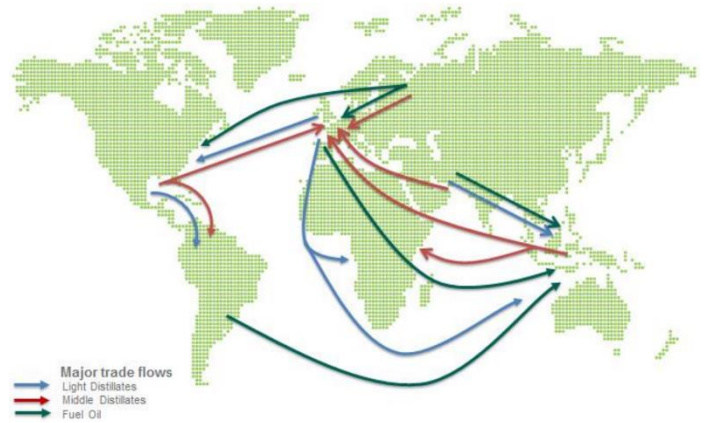 Major trade flows
Light Distillates
Middle Distillates
Fuel Oil